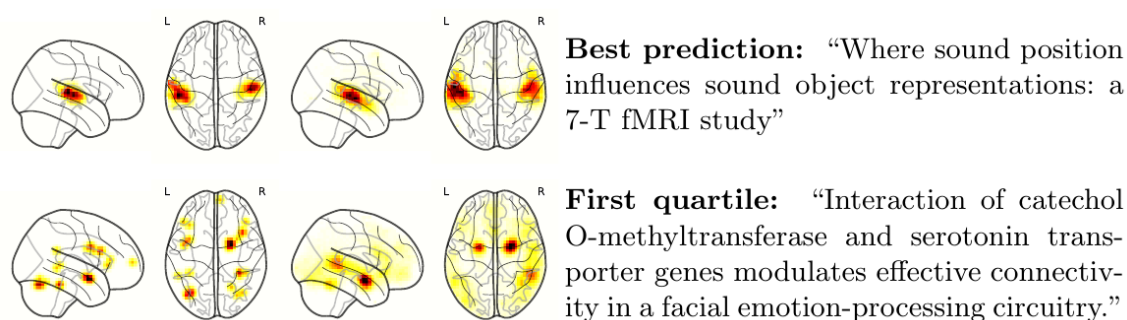 L R L R
Best prediction: “Where sound position
influences sound object representations: a
7-T fMRI study”
L R L R
First quartile: “Interaction of catechol
O-methyltransferase and serotonin trans-
porter genes modulates effective connectiv-
ity in a facial emotion-processing circuitry.”